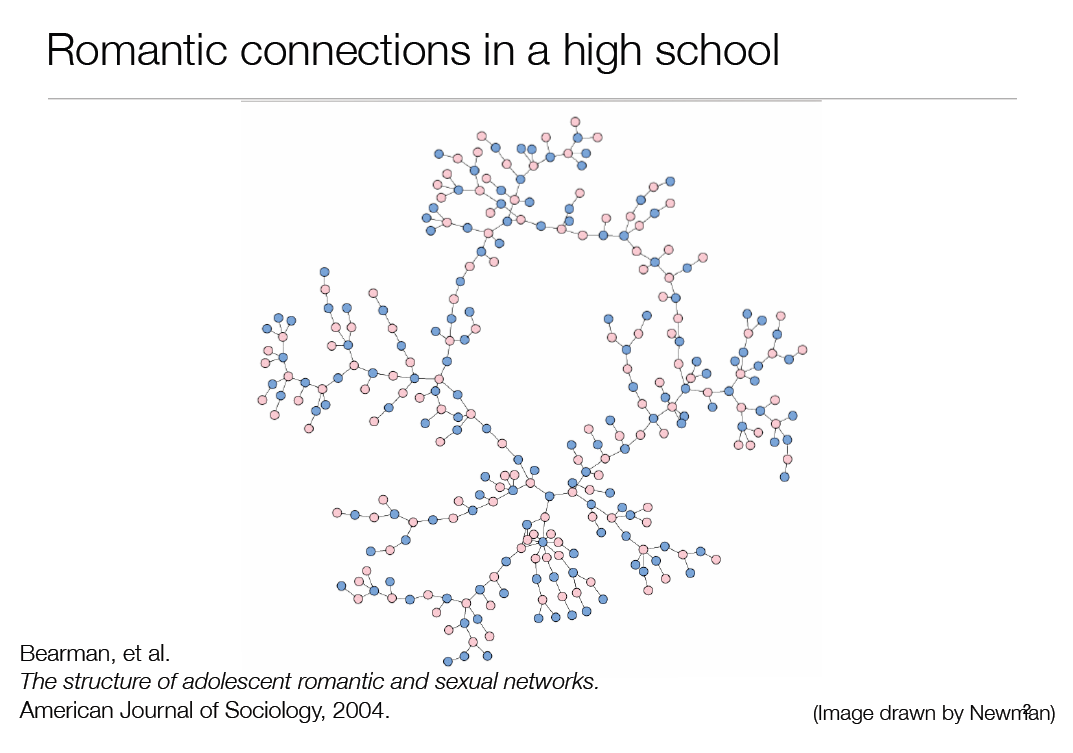 Romantic connections in a high school
Bearman, et al.
The structure of adolescent romantic and sexual networks.
American Journal of Sociology, 2004.
(Image drawn by Newman)
2